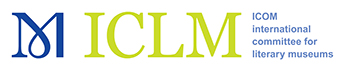 M ICLM
ICOM
international
committee for
literary museums